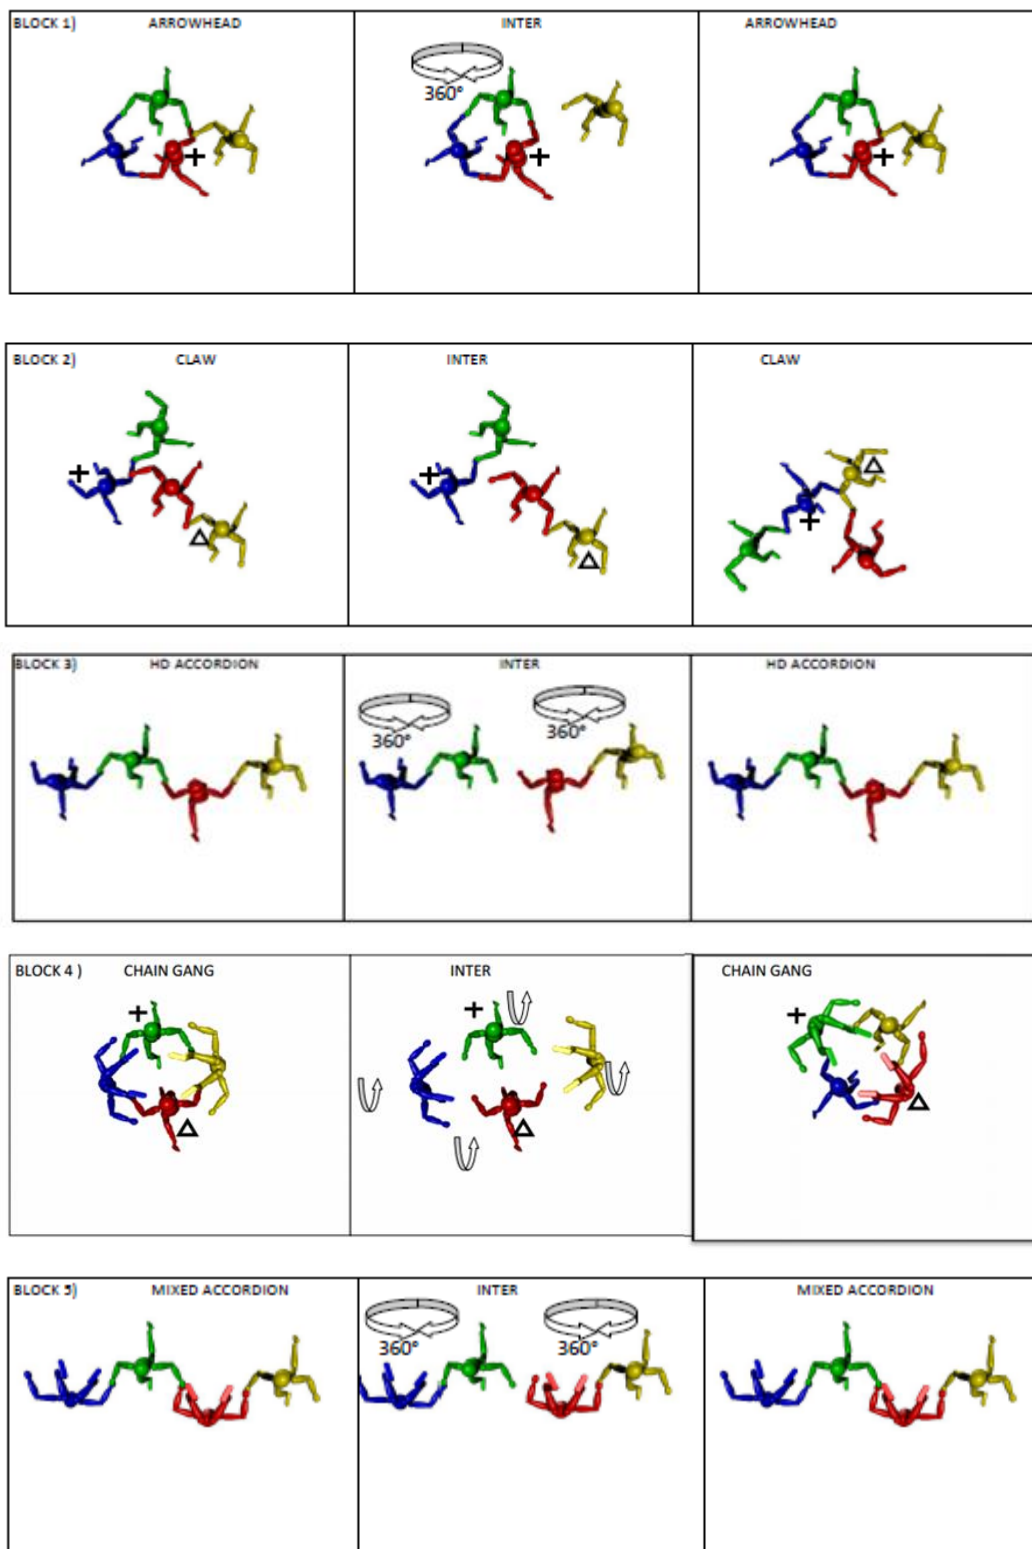 BLOCK 1) ARROWHEAD INTER ARROWHEAD
360°
BLOCK 2) CLAW INTER CLAW
BLOCK 3) HD ACCORDION INTER HD ACCORDION
360° 360°
BLOCK 4 ) CHAIN GANG INTER CHAIN GANG
BLOCK 5) MIXED ACCORDION INTER MIXED ACCORDION
360° 360°